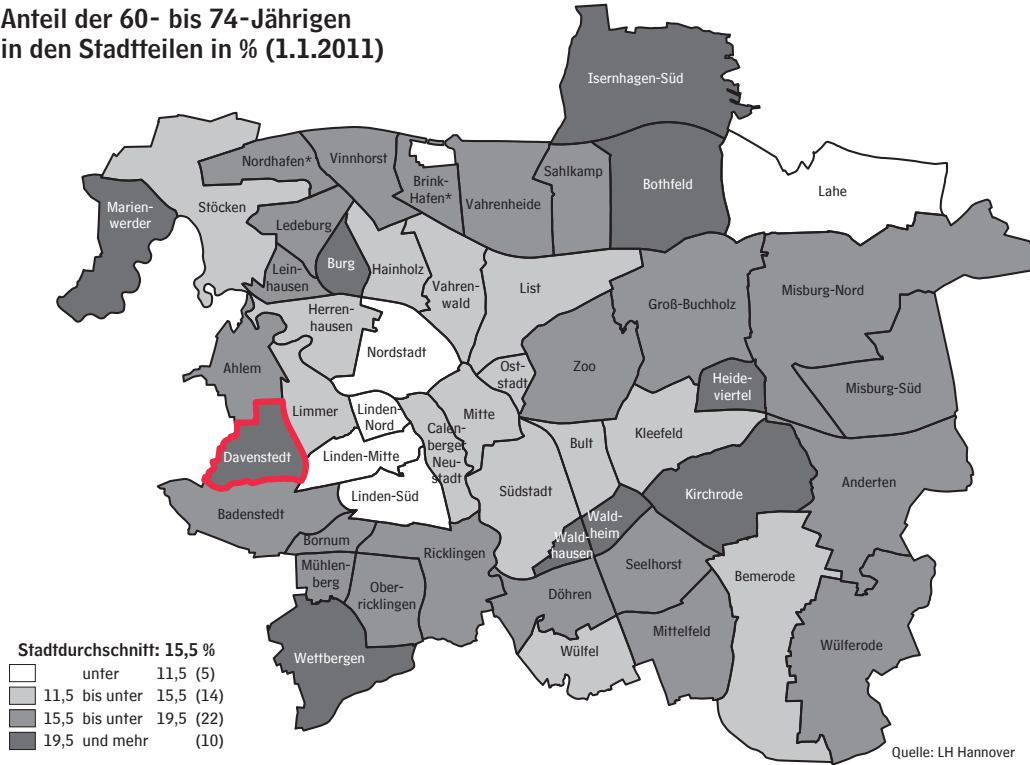 Anteil der 60- bis 74-Jährigen
in den Stadtteilen in % (1.1.2011)
Isernhagen-Süd
Nordhafen*
Vinnhorst
Brink-
Hafen*
Vahrenheide
Sahlkamp
Bothfeld
Lahe
Marien-
werder
Stöcken
Ledeburg
Burg
Lein-
hausen
Hainholz
Vahren-
wald
List
Groß-Buchholz
Misburg-Nord
Herren-
hausen
Nordstadt
Ahlem
Ost-
stadt
Zoo
Heide-
viertel
Misburg-Süd
Limmer
Linden-
Nord
Mitte
Calen-
berger
Neu-
stadt
Bult
Kleefeld
Davenstedt
Linden-Mitte
Linden-Süd
Südstadt
Kirchrode
Anderten
Badenstedt
Wald-
heim
Wald-
hausen
Bornum
Ricklingen
Mühlen-
berg
Ober-
ricklingen
Seelhorst
Bemerode
Döhren
Mittelfeld
Wülferode
Wettbergen
Wülfel
Stadtdurchschnitt: 15,5 %
unter 11,5 (5)
11,5 bis unter 15,5 (14)
15,5 bis unter 19,5 (22)
19,5 und mehr (10)
Quelle: LH Hannover